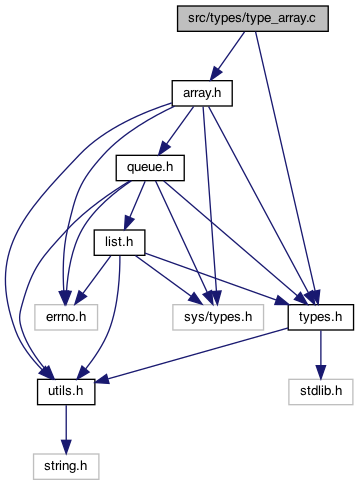 src/types/type_array.c
array.h
queue.h
list.h
errno.h
sys/types.h
types.h
utils.h
stdlib.h
string.h